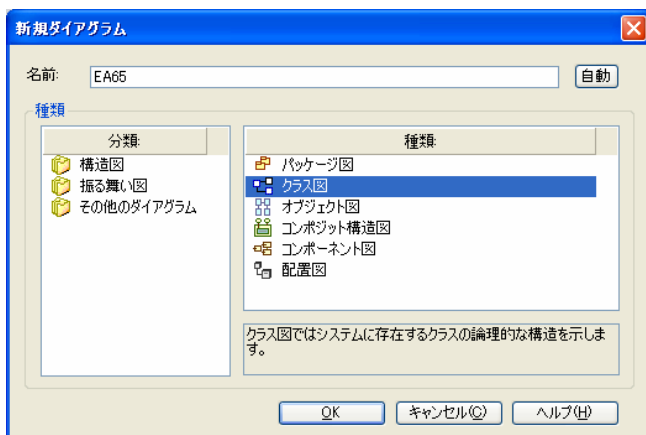 新規ダイアグラム
名前:
EA65
自動
種類
分類:
種類:
構造図
振る舞い図
その他のダイアグラム
パッケージ図
クラス図
オブジェクト図
コンポジット構造図
コンポーネント図
配置図
クラス図ではシステムに存在するクラスの論理的な構造を示しま
す。
OK
キャンセル(C)
ヘルプ(H)